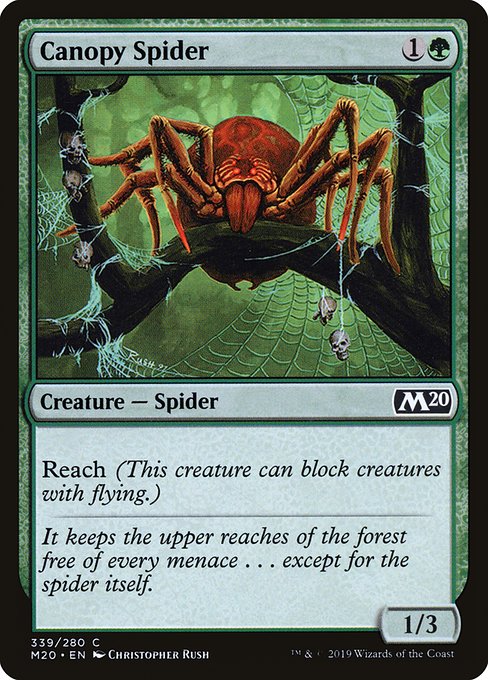 Canopy Spider 1
RUSH 97
Creature — Spider M20
Reach (This creature can block creatures
with flying.)
It keeps the upper reaches of the forest
free of every menace . . . except for the
spider itself.
1/3
339/280 C
M20 • EN Christopher Rush ™ & © 2019 Wizards of the Coast